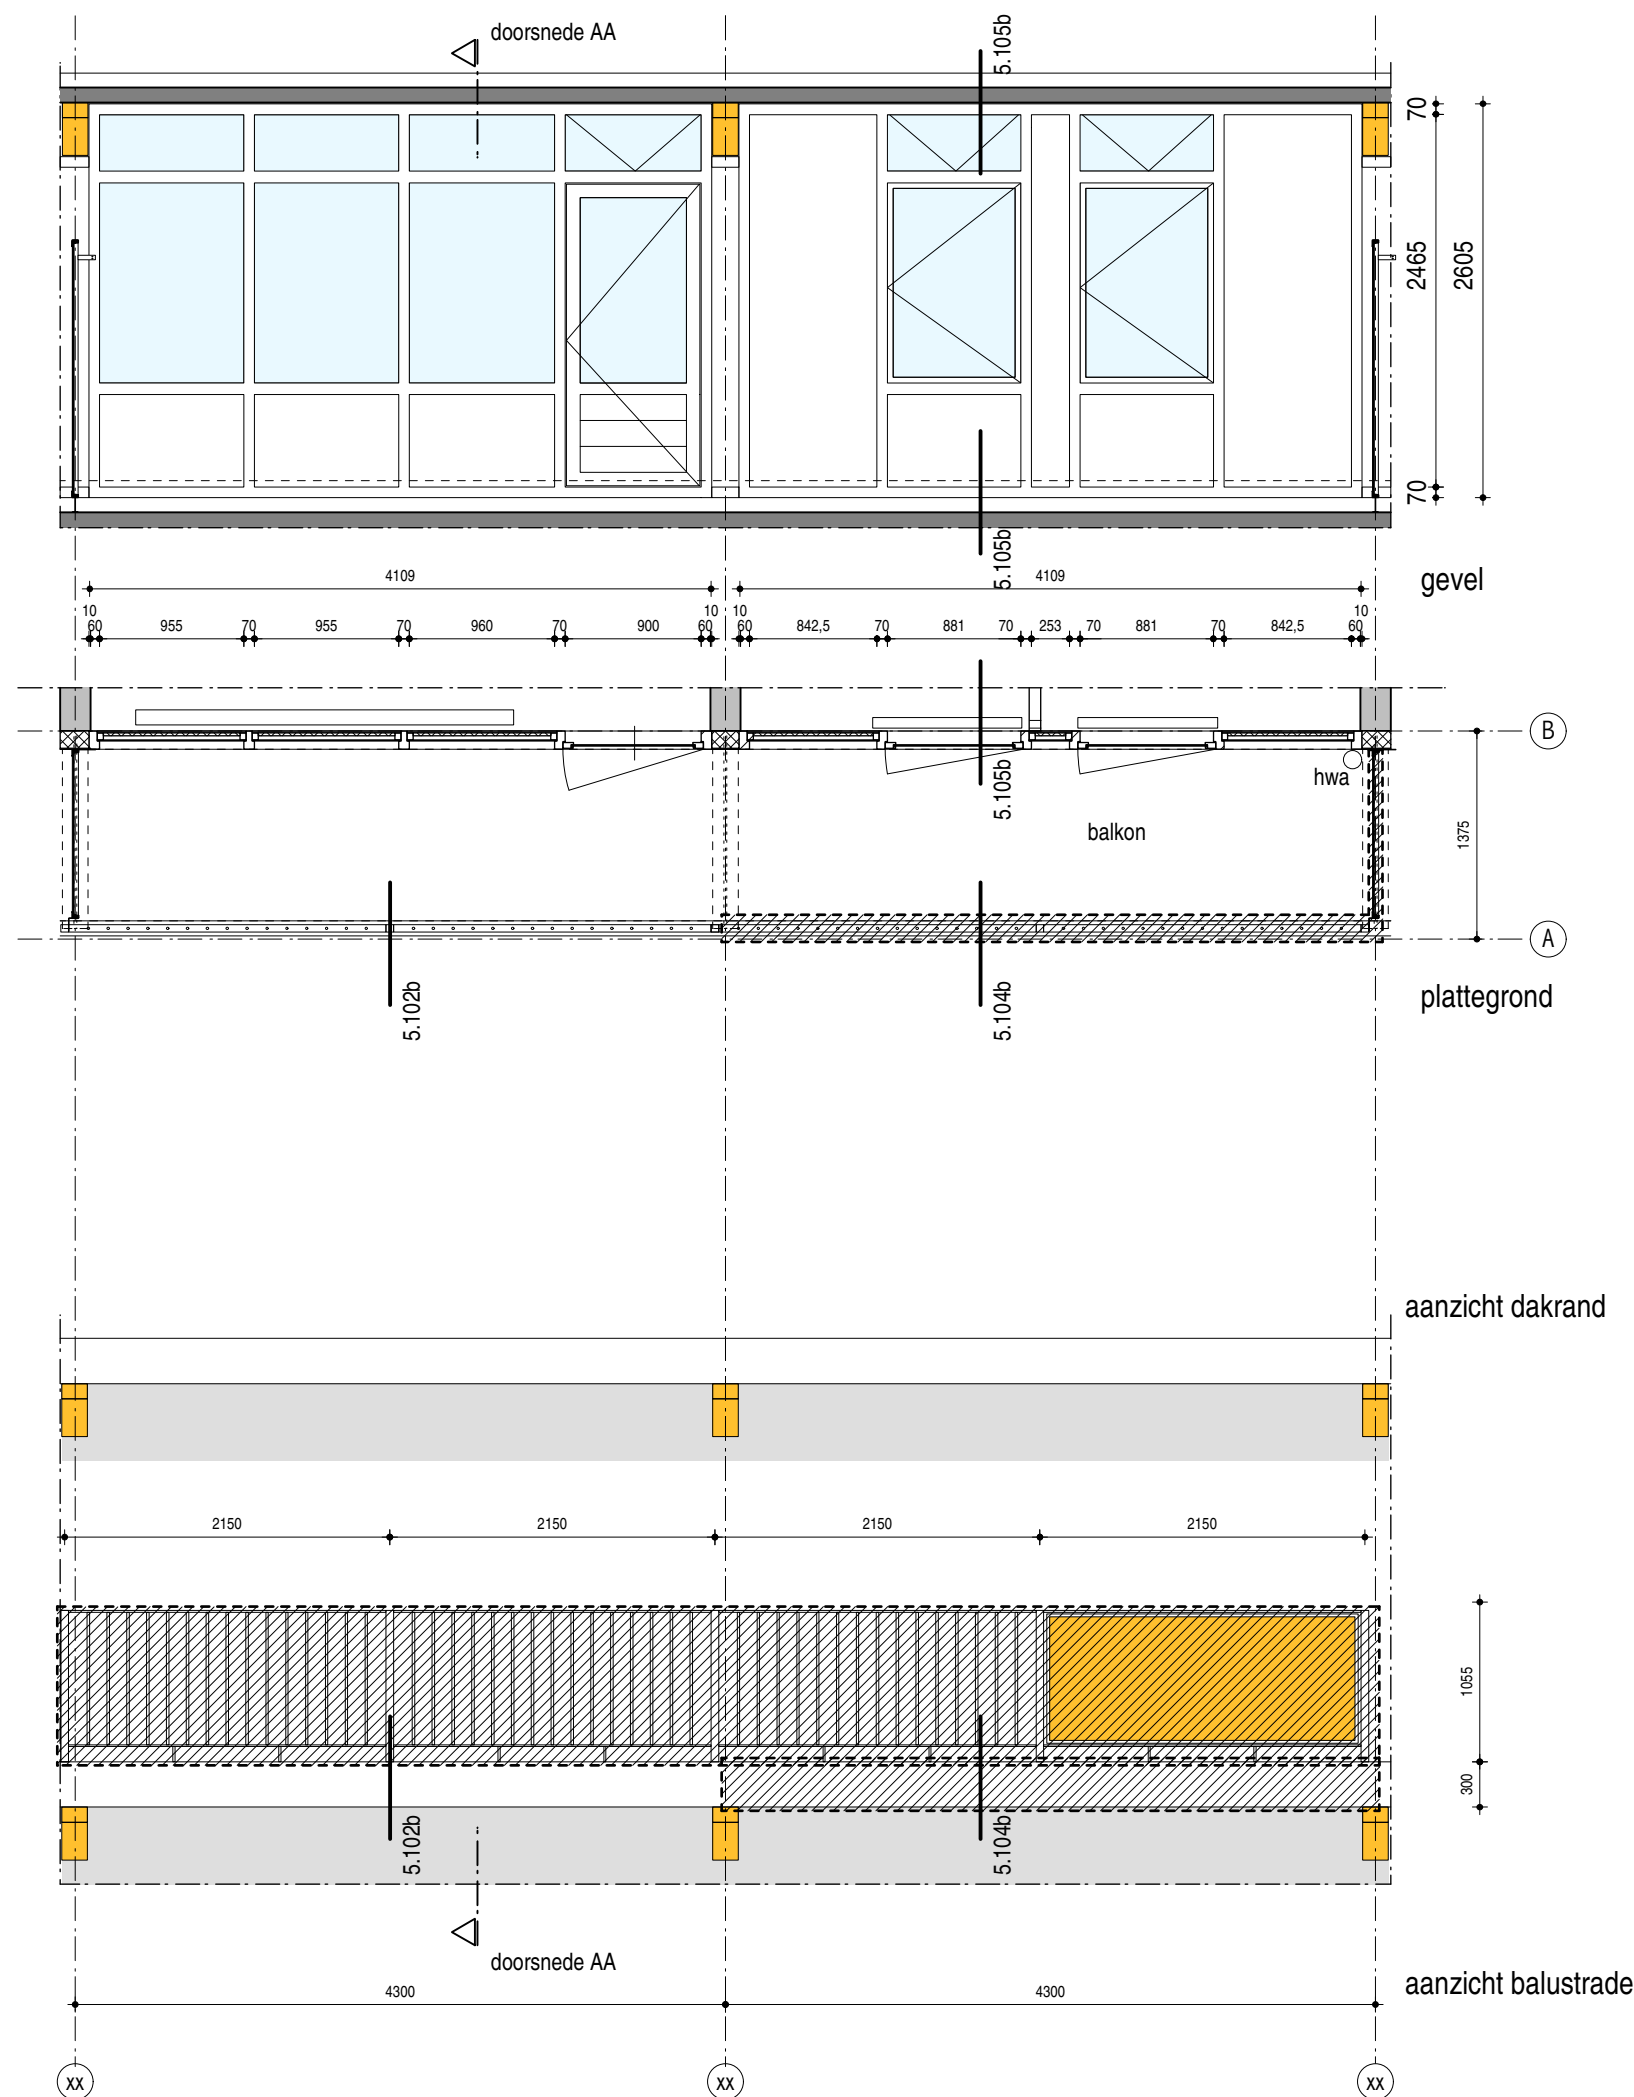 doorsnede AA
5.105b
70
2465
2605
70
5.105b
gevel
4109
4109
10
10
10
10
60
955
70
955
70
960
70
900
60
60
842,5
70
881
70
253
70
881
70
842,5
60
B
hwa
5.105b
balkon
1375
A
5.102b
5.104b
plattegrond
aanzicht dakrand
2150
2150
2150
2150
1055
300
5.102b
5.104b
doorsnede AA
aanzicht balustrade
4300
4300
xx
xx
xx